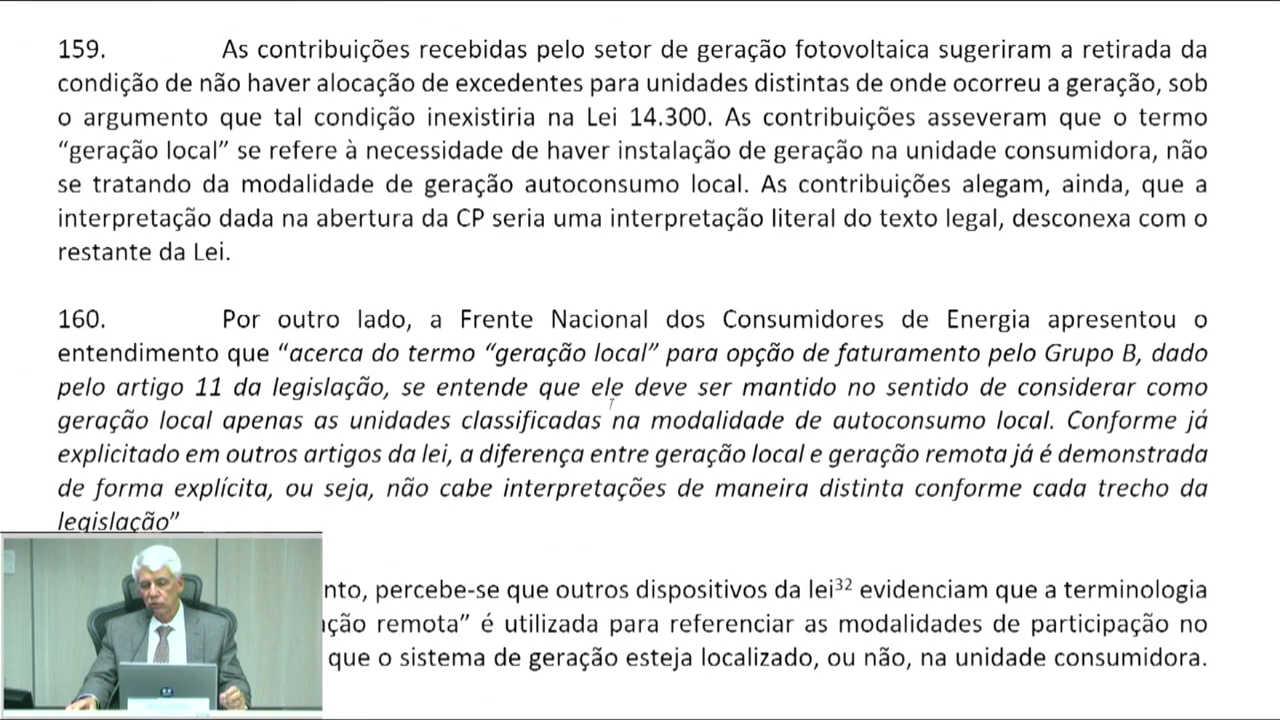 159. As contribuições recebidas pelo setor de geração fotovoltaica sugeriram a retirada da
condição de não haver alocação de excedentes para unidades distintas de onde ocorreu a geração, sob
o argumento que tal condição inexistiria na Lei 14.300. As contribuições asseveram que o termo
“geração local” se refere à necessidade de haver instalação de geração na unidade consumidora, não
se tratando da modalidade de geração autoconsumo local. As contribuições alegam, ainda, que a
interpretação dada na abertura da CP seria uma interpretação literal do texto legal, desconexa com o
restante da Lei.
160. Por outro lado, a Frente Nacional dos Consumidores de Energia apresentou o
entendimento que “acerca do termo “geração local” para opção de faturamento pelo Grupo B, dado
pelo artigo 11 da legislação, se entende que ele deve ser mantido no sentido de considerar como
geração local apenas as unidades classificadas na modalidade de autoconsumo local. Conforme já
explicitado em outros artigos da lei, a diferença entre geração local e geração remota já é demonstrada
de forma explícita, ou seja, não cabe interpretações de maneira distinta conforme cada trecho da
legislação”
nto, percebe-se que outros dispositivos da lei³² evidenciam que a terminologia
ção remota” é utilizada para referenciar as modalidades de participação no
que o sistema de geração esteja localizado, ou não, na unidade consumidora.